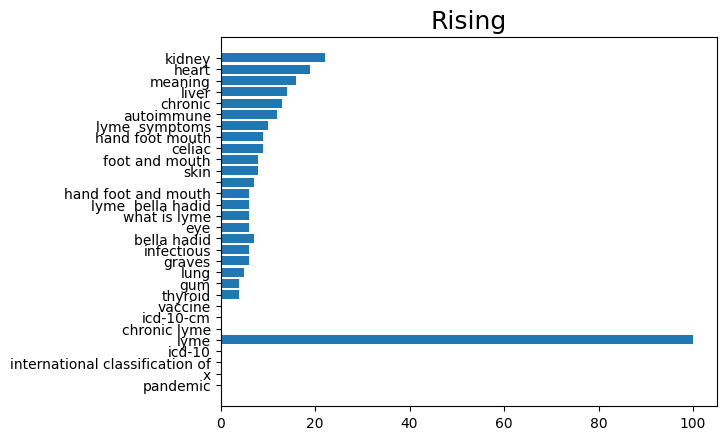 Rising
kidney
heart
meaning
liver
chronic
autoimmune
lyme  symptoms
hand foot mouth
celiac
foot and mouth
skin
hand foot and mouth
lyme  bella hadid
what is lyme
eye
bella hadid
infectious
graves
lung
gum
thyroid
vaccine
icd-10-cm
chronic lyme
lyme
icd-10
international classification of
x
pandemic
0 20 40 60 80 100